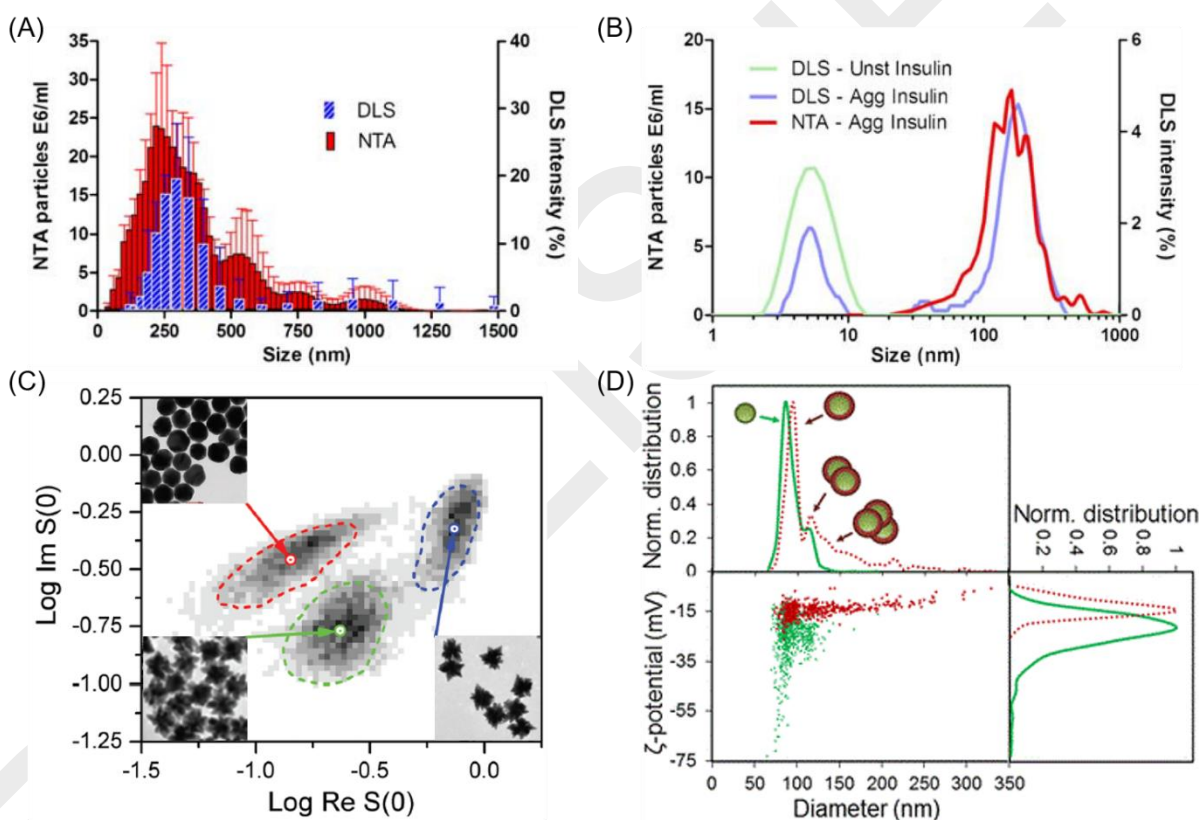 (A)
35
30
25
20
15
10
5
0
NTA particles E6/ml
40
30
20
10
0
DLS intensity (%)
DLS
NTA
0 250 500 750 1000 1250 1500
Size (nm)
(B)
20
15
10
5
0
NTA particles E6/ml
6
4
2
0
DLS intensity (%)
DLS - Unst Insulin
DLS - Agg Insulin
NTA - Agg Insulin
1 10 100 1000
Size (nm)
(C)
0.25
0.00
-0.25
-0.50
-0.75
-1.00
-1.25
Log Im S(0)
-1.5 -1.0 -0.5 0.0
Log Re S(0)
(D)
1
0.8
0.6
0.4
0.2
0
Norm. distribution
Norm. distribution
0.2 0.4 0.6 0.8 1
-15
-35
-55
-75
ζ-potential (mV)
0 50 100 150 200 250 300 350
Diameter (nm)